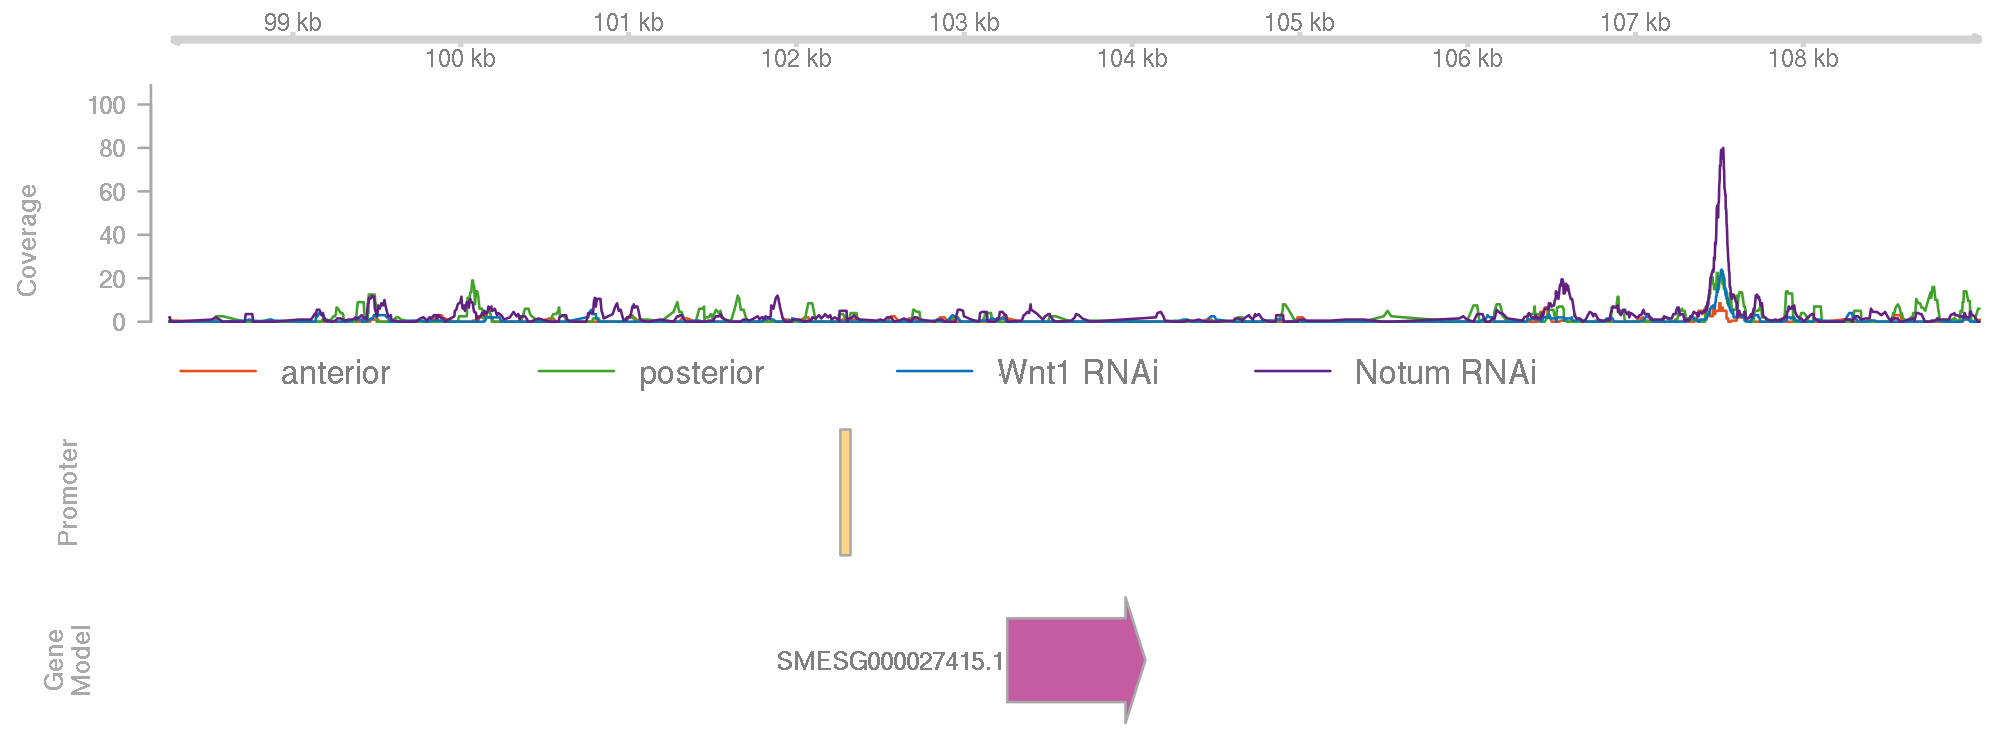 99 kb 101 kb 103 kb 105 kb 107 kb
100 kb 102 kb 104 kb 106 kb 108 kb
Coverage
100
80
60
40
20
0
anterior posterior Wnt1 RNAi Notum RNAi
Promoter
Gene
Model
SMESG000027415.1